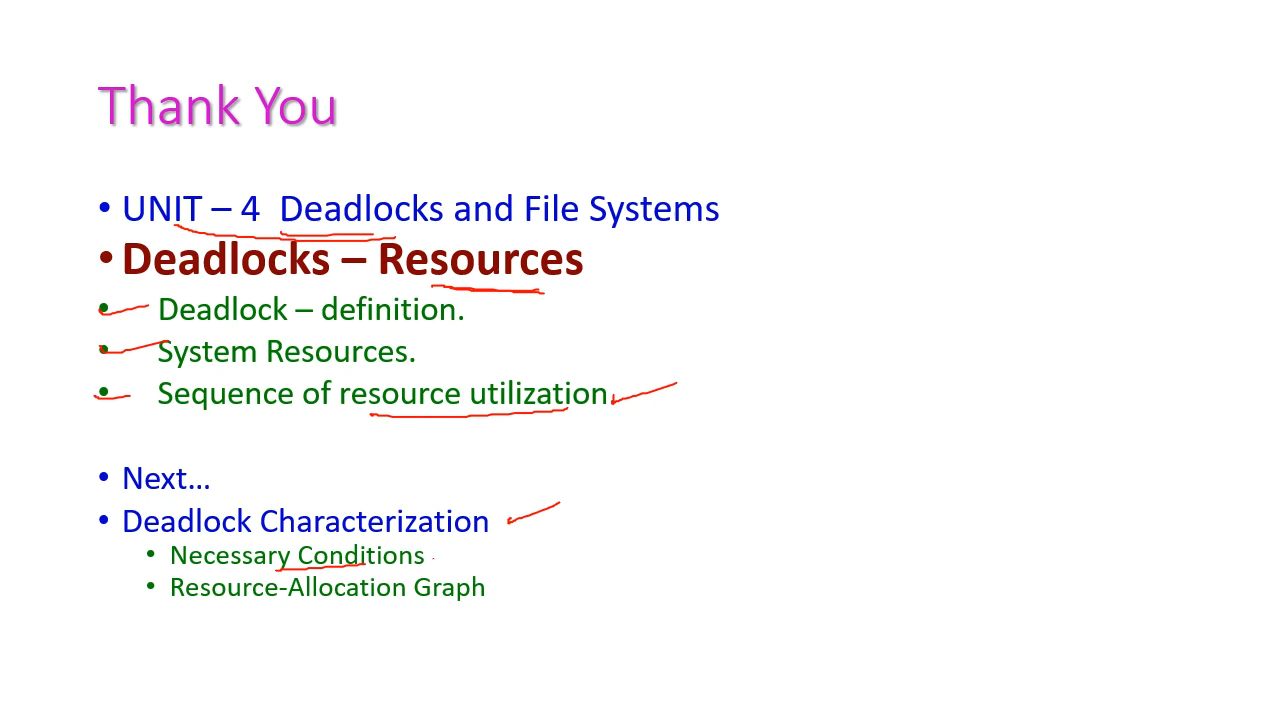 Thank You
• UNIT – 4 Deadlocks and File Systems
• Deadlocks – Resources
• Deadlock – definition.
• System Resources.
• Sequence of resource utilization.
• Next...
• Deadlock Characterization
• Necessary Conditions
• Resource-Allocation Graph